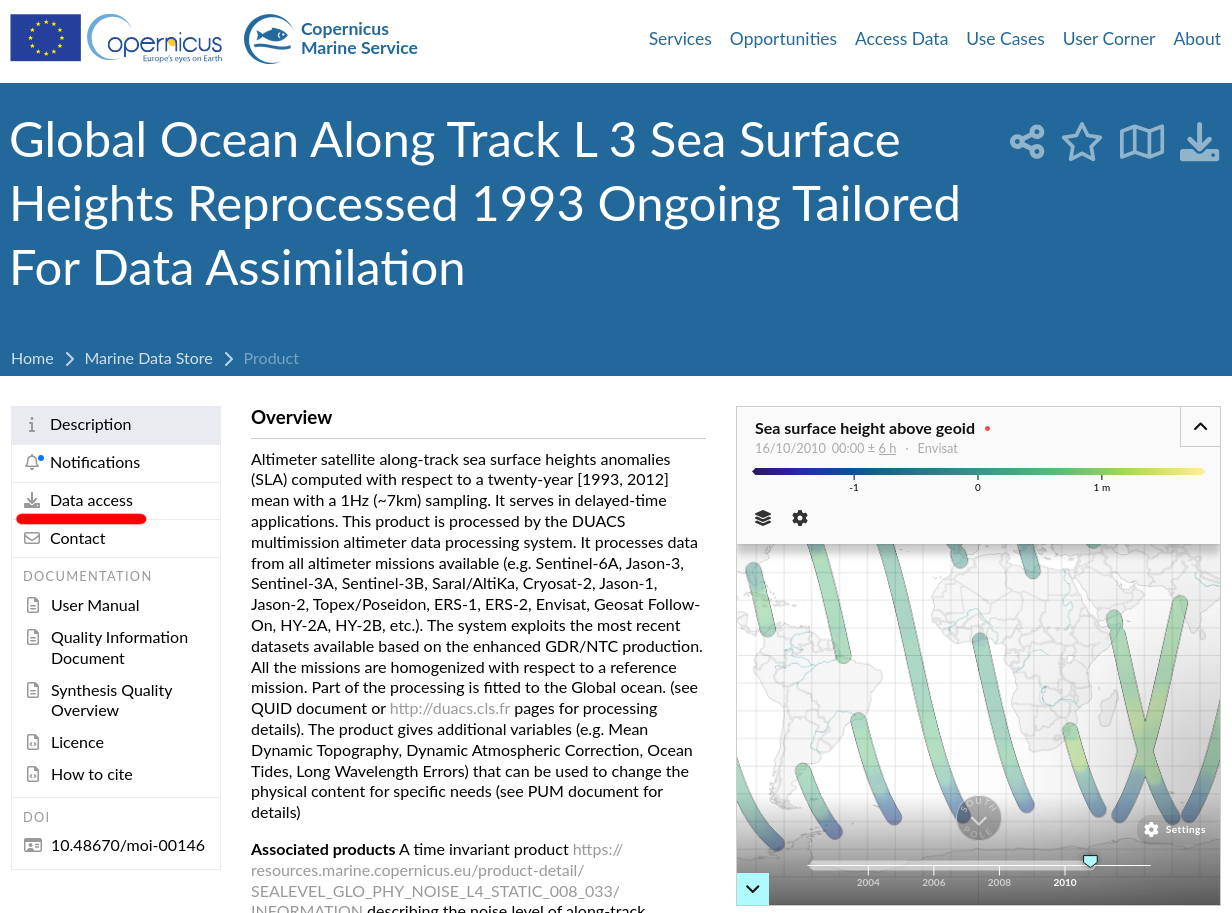 opernicus
Europe's eyes on Earth
Copernicus
Marine Service
Services Opportunities Access Data Use Cases User Corner About
Global Ocean Along Track L 3 Sea Surface
Heights Reprocessed 1993 Ongoing Tailored
For Data Assimilation
Home Marine Data Store Product
Description
Notifications
Data access
Contact
DOCUMENTATION
User Manual
Quality Information
Document
Synthesis Quality
Overview
Licence
How to cite
DOI
10.48670/moi-00146
Overview
Altimeter satellite along-track sea surface heights anomalies
(SLA) computed with respect to a twenty-year [1993, 2012]
mean with a 1Hz (~7km) sampling. It serves in delayed-time
applications. This product is processed by the DUACS
multimission altimeter data processing system. It processes data
from all altimeter missions available (e.g. Sentinel-6A, Jason-3,
Sentinel-3A, Sentinel-3B, Saral/AltiKa, Cryosat-2, Jason-1,
Jason-2, Topex/Poseidon, ERS-1, ERS-2, Envisat, Geosat Follow-
On, HY-2A, HY-2B, etc.). The system exploits the most recent
datasets available based on the enhanced GDR/NTC production.
All the missions are homogenized with respect to a reference
mission. Part of the processing is fitted to the Global ocean. (see
QUID document or http://duacs.cls.fr pages for processing
details). The product gives additional variables (e.g. Mean
Dynamic Topography, Dynamic Atmospheric Correction, Ocean
Tides, Long Wavelength Errors) that can be used to change the
physical content for specific needs (see PUM document for
details)
Associated products A time invariant product https://
resources.marine.copernicus.eu/product-detail/
SEALEVEL_GLO_PHY_NOISE_L4_STATIC_008_033/
INFORMATION describing the noise level of along-track
Sea surface height above geoid
16/10/2010 00:00 ± 6 h · Envisat
-1 0 1 m
SOUTH
POLE
Settings
2004 2006 2008 2010